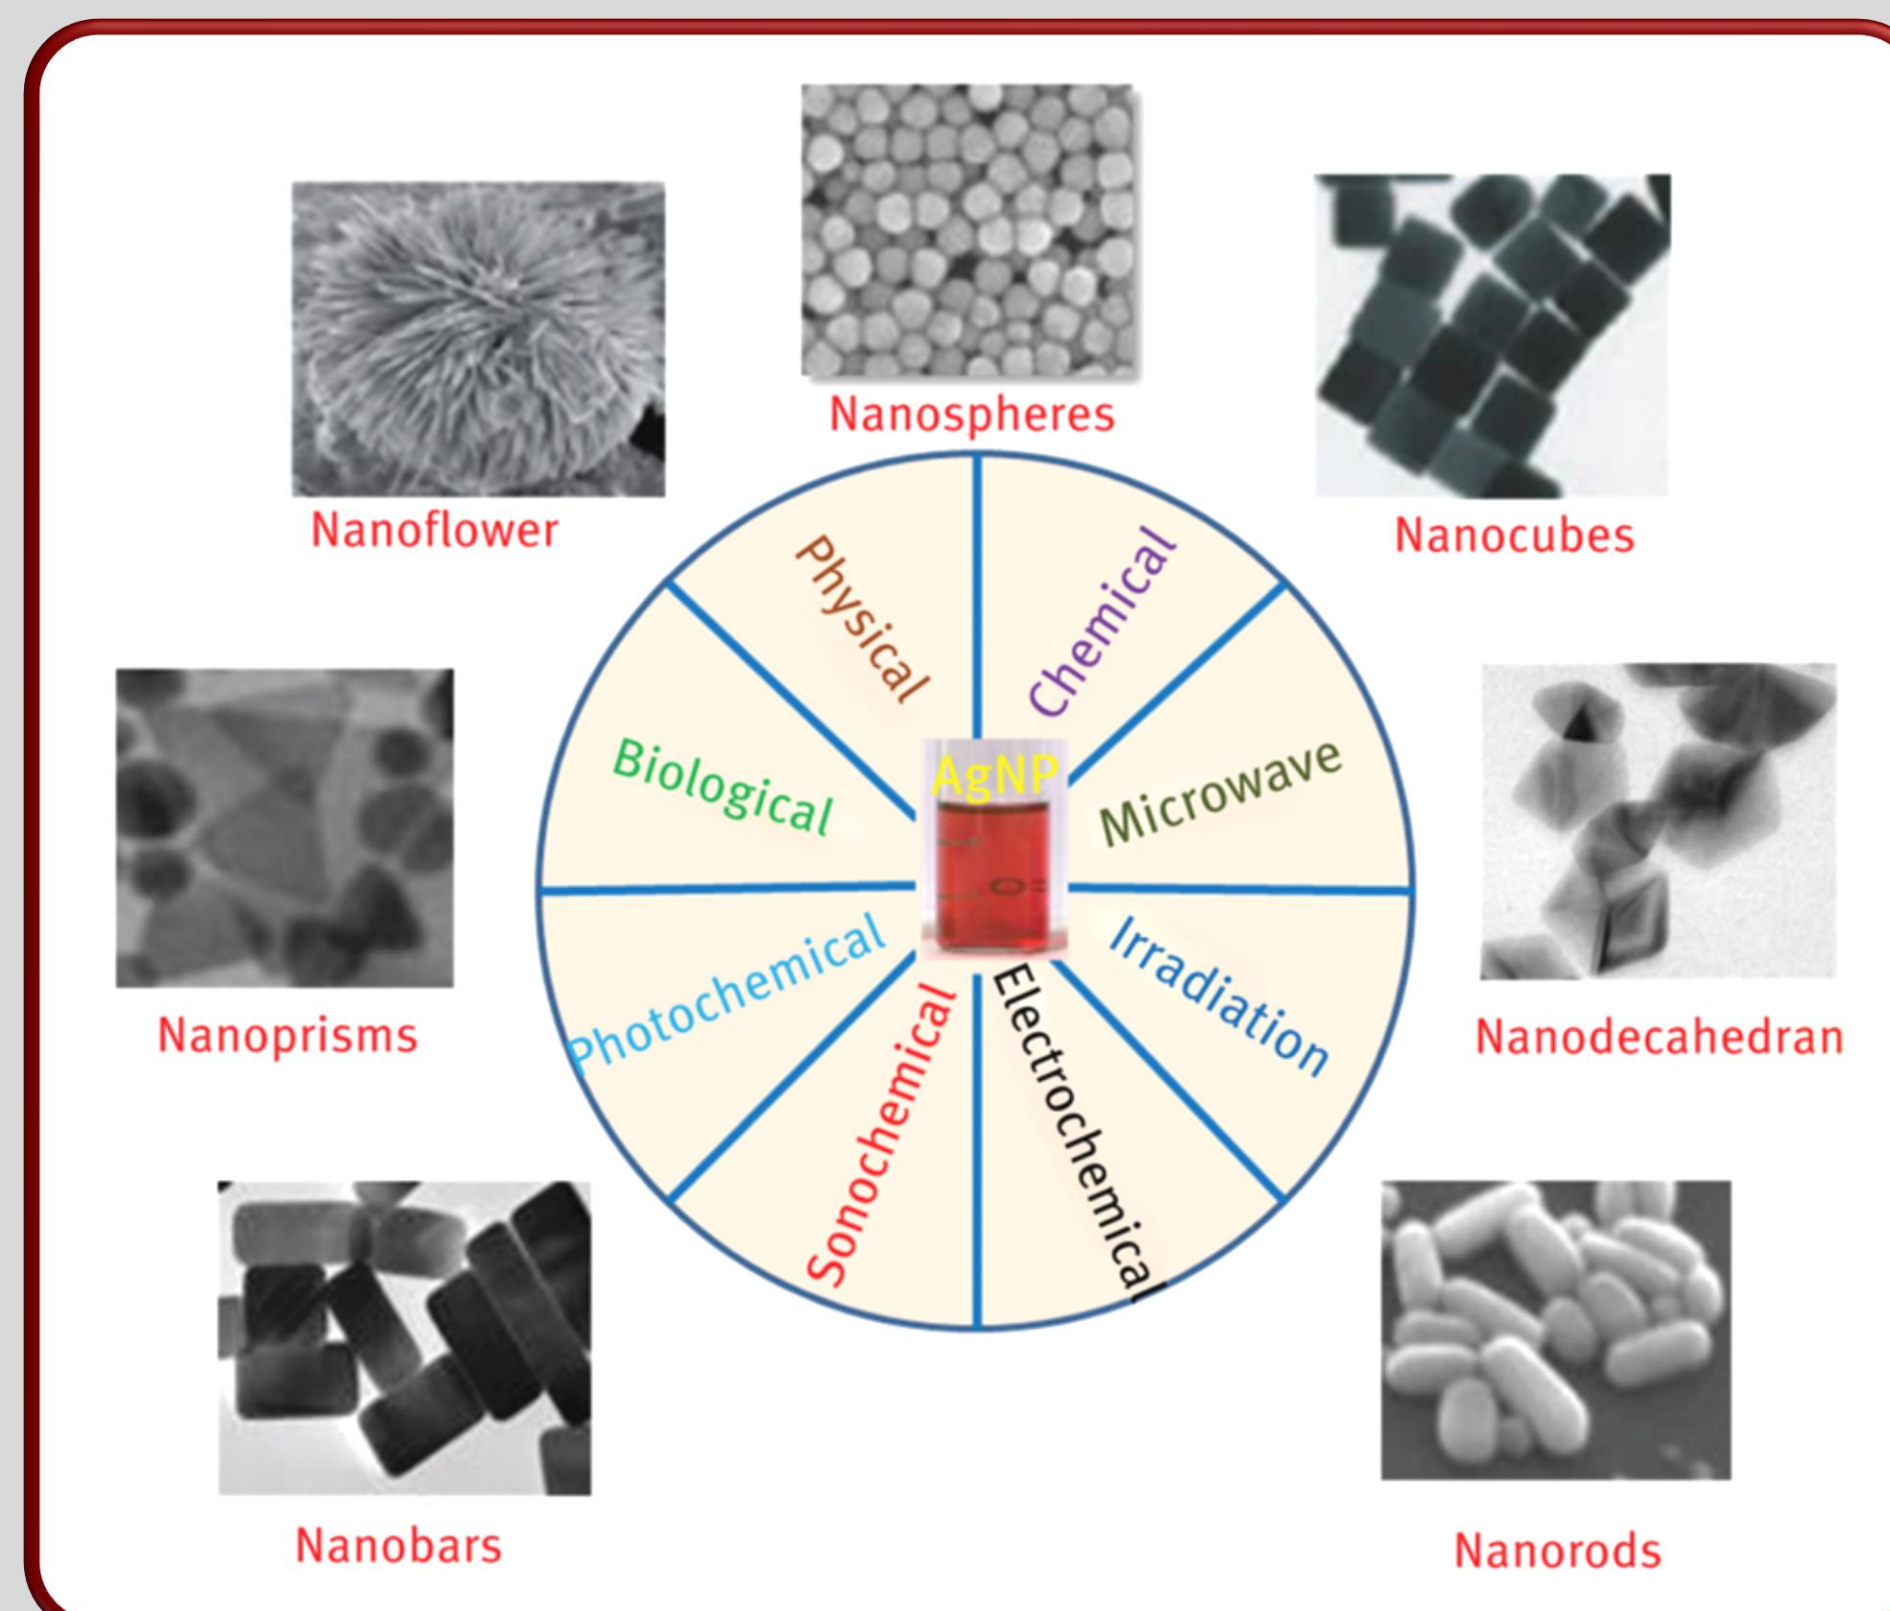 Nanospheres
Nanoflower
Nanocubes
Physical
Chemical
Biological
AgNP
Microwave
Photochemical
Irradiation
Sonochemical
Electrochemical
Nanoprisms
Nanodecahedran
Nanobars
Nanorods